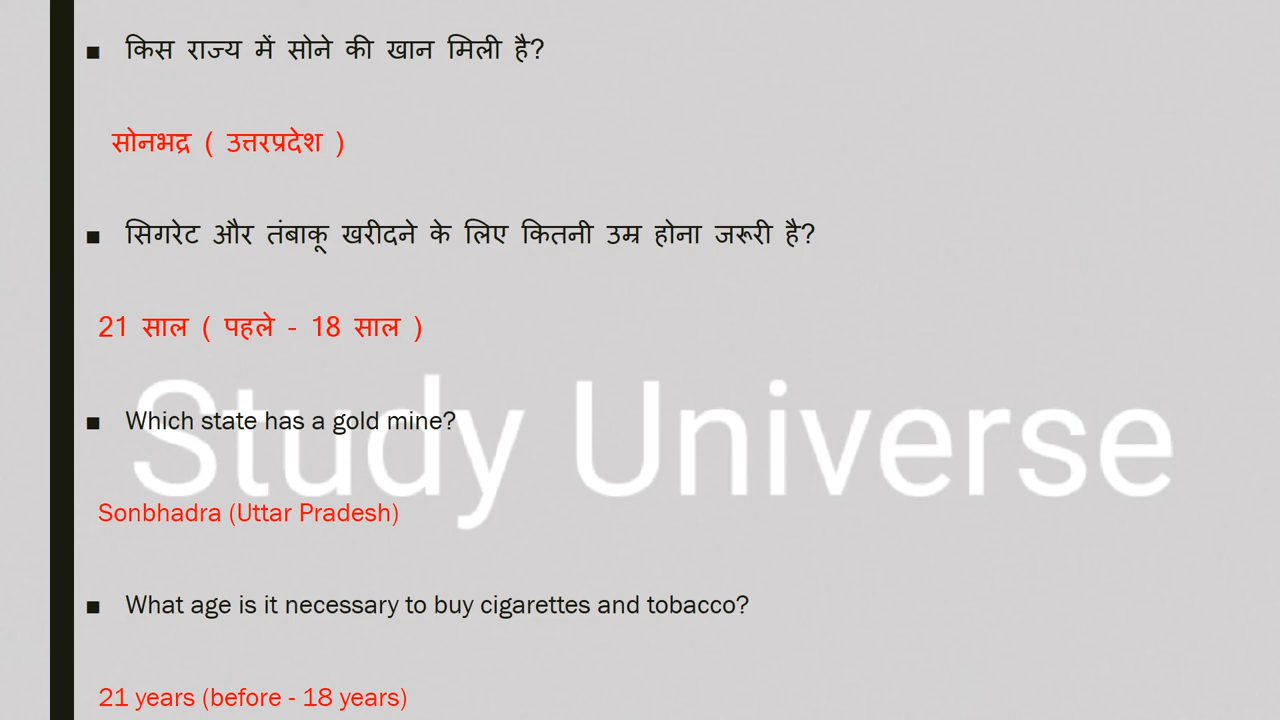 ▪ किस राज्य में सोने की खान मिली है?
सोनभद्र ( उत्तरप्रदेश )
▪ सिगरेट और तंबाकू खरीदने के लिए कितनी उम्र होना जरूरी है?
21 साल ( पहले - 18 साल )
Study Universe
▪ Which state has a gold mine?
Sonbhadra (Uttar Pradesh)
▪ What age is it necessary to buy cigarettes and tobacco?
21 years (before - 18 years)